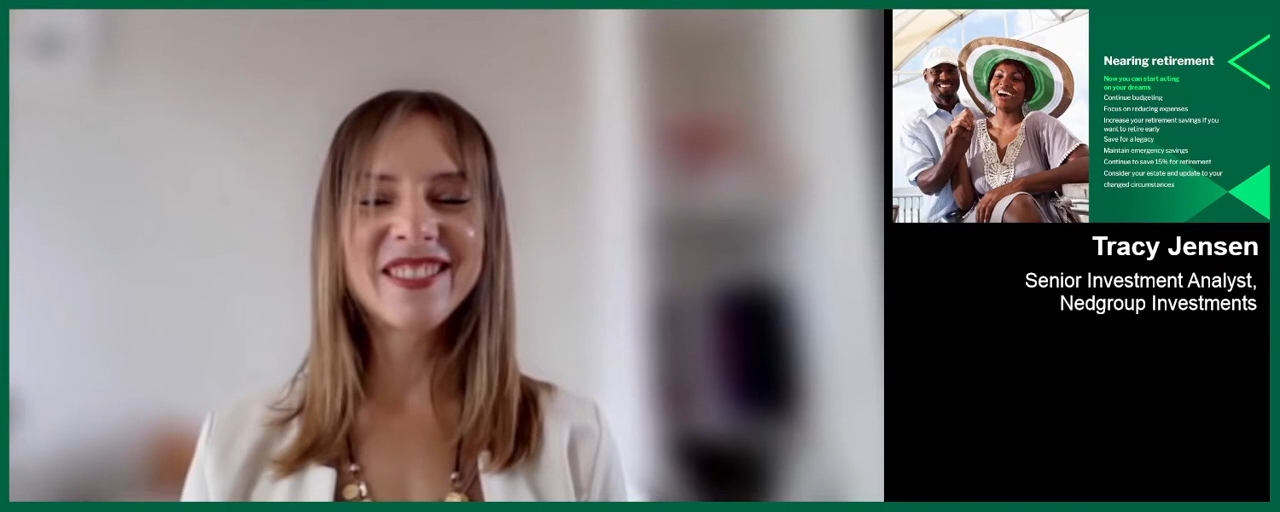 Nearing retirement
Now you can start acting
on your dreams
Continue budgeting
Focus on reducing expenses
Increase your retirement savings if you
want to retire early
Save for a legacy
Maintain emergency savings
Continue to save 15% for retirement
Consider your estate and update to your
changed circumstances
Tracy Jensen
Senior Investment Analyst,
Nedgroup Investments